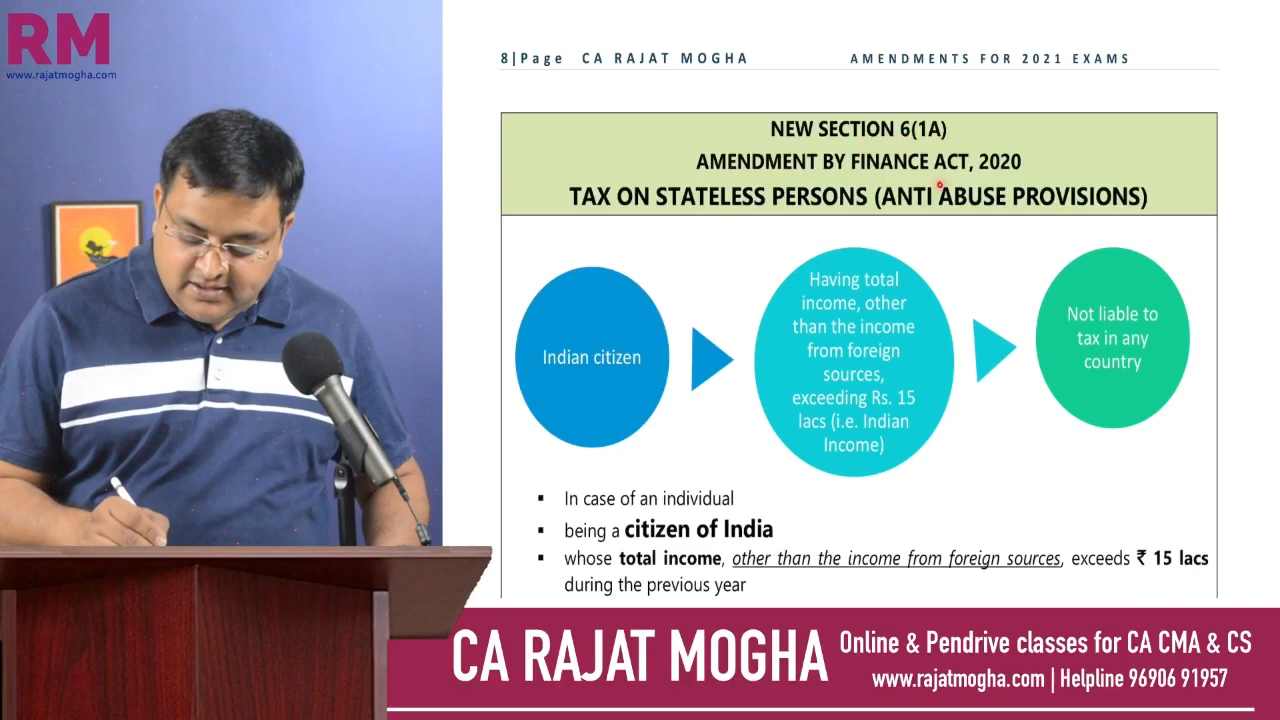 RM
www.rajatmogha.com
8|Page CA RAJAT MOGHA AMENDMENTS FOR 2021 EXAMS
NEW SECTION 6(1A)
AMENDMENT BY FINANCE ACT, 2020
TAX ON STATELESS PERSONS (ANTI ABUSE PROVISIONS)
Indian citizen
Having total
income, other
than the income
from foreign
sources,
exceeding Rs. 15
lacs (i.e. Indian
Income)
Not liable to
tax in any
country
▪ In case of an individual
▪ being a citizen of India
▪ whose total income, other than the income from foreign sources, exceeds ₹ 15 lacs
during the previous year
CA RAJAT MOGHA
Online & Pendrive classes for CA CMA & CS
www.rajatmogha.com | Helpline 96906 91957